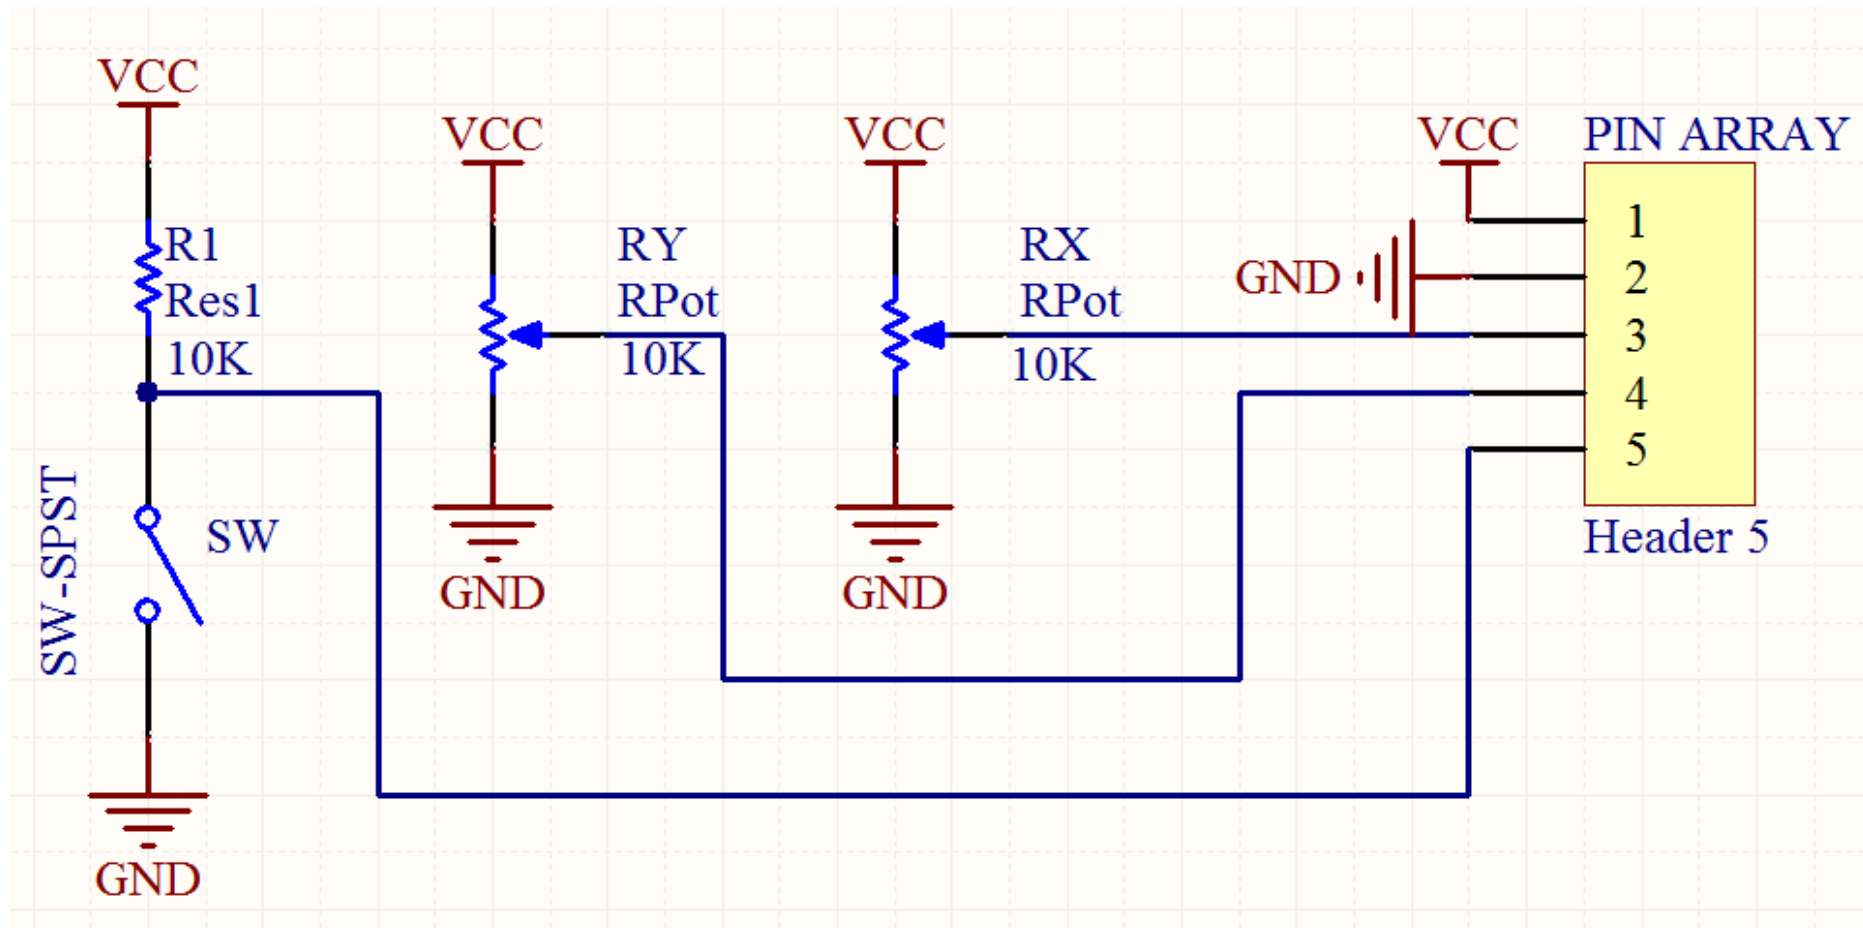 VCC
R1
Res1
10K
SW-SPST
SW
GND
VCC
RY
RPot
10K
GND
VCC
RX
RPot
10K
GND
VCC
GND
PIN ARRAY
1
2
3
4
5
Header 5